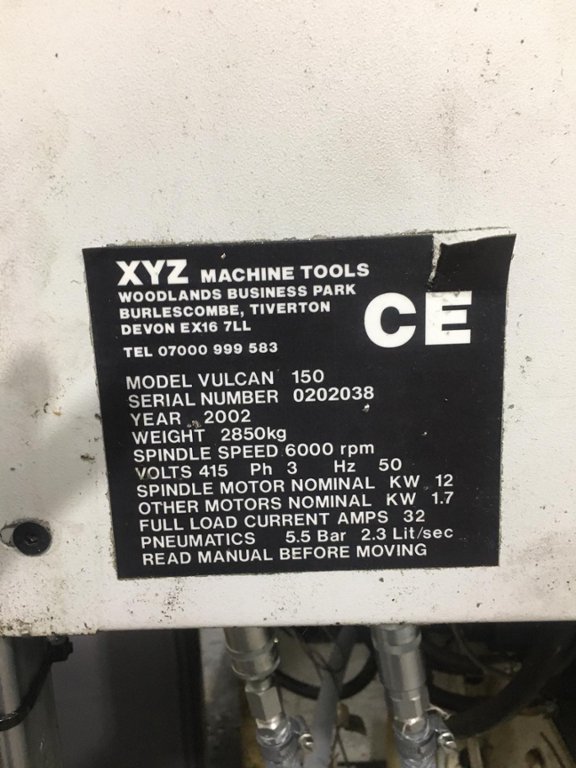 XYZ MACHINE TOOLS
WOODLANDS BUSINESS PARK
BURLESCOMBE, TIVERTON
DEVON EX16 7LL
CE
TEL 07000 999 583
MODEL VULCAN 150
SERIAL NUMBER 0202038
YEAR 2002
WEIGHT 2850kg
SPINDLE SPEED 6000 rpm
VOLTS 415 Ph 3 Hz 50
SPINDLE MOTOR NOMINAL KW 12
OTHER MOTORS NOMINAL KW 1.7
FULL LOAD CURRENT AMPS 32
PNEUMATICS 5.5 Bar 2.3 Lit/sec
READ MANUAL BEFORE MOVING